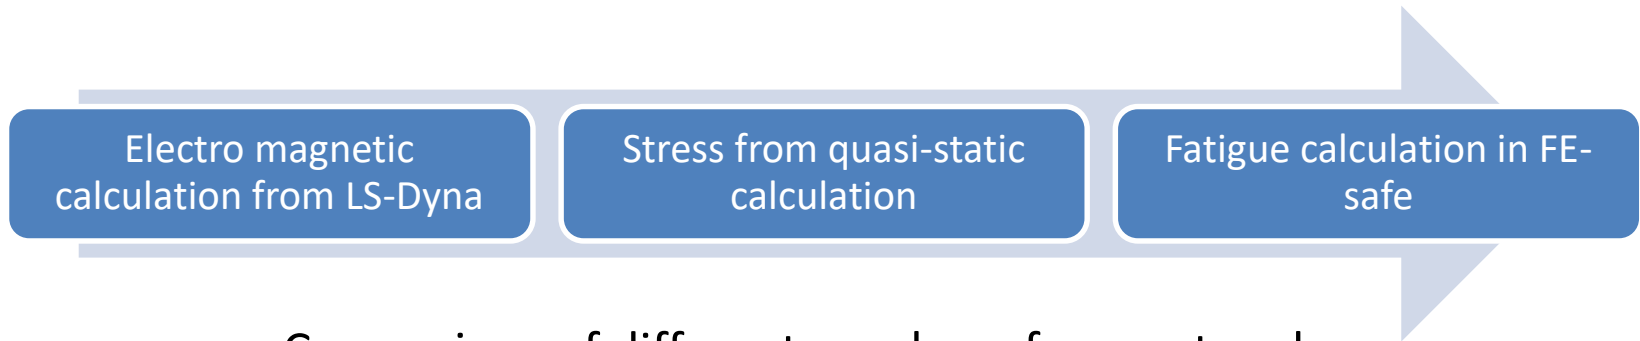 Electro magnetic
calculation from LS-Dyna
Stress from quasi-static
calculation
Fatigue calculation in FE-
safe